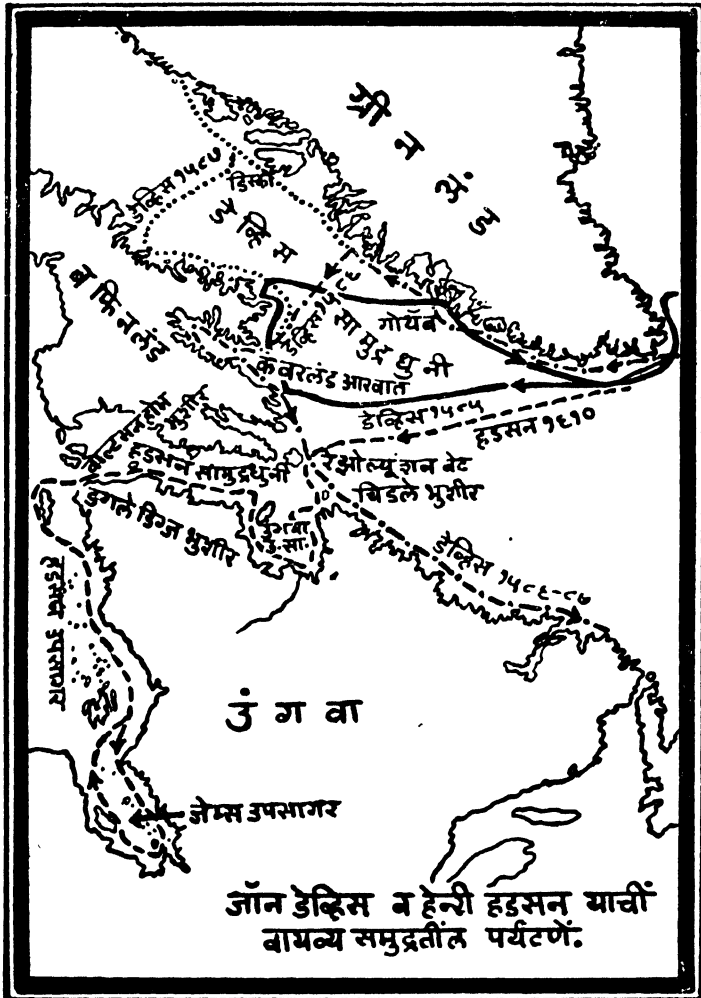 ग्रीनलंड
डेव्हिस १५८७
डिस्को
डेव्हिस
सामुद्रधुनी
गोथॅब
बॅफिनलंड
कंबरलंड आखात
डेव्हिस १५८५
हडसन १६१०
हडसन सामुद्रधुनी
रेझोल्यूशन बेट
चिडले भुशीर
डिग्ज भुशीर
उंगवा
उ. सा.
डेव्हिस १५८६-८७
हडसन उपसागर
उं ग वा
जेम्स उपसागर
जॉन डेव्हिस व हेन्री हडसन याचीं
वायव्य समुद्रतील पर्यटणें.